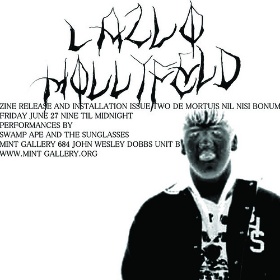 LAZLO
HOLLYFELD
ZINE RELEASE AND INSTALLATION ISSUE TWO DE MORTUIS NIL NISI BONUM
FRIDAY JUNE 27 NINE TIL MIDNIGHT
PERFORMANCES BY
SWAMP APE AND THE SUNGLASSES
MINT GALLERY 684 JOHN WESLEY DOBBS UNIT B
WWW.MINT GALLERY.ORG